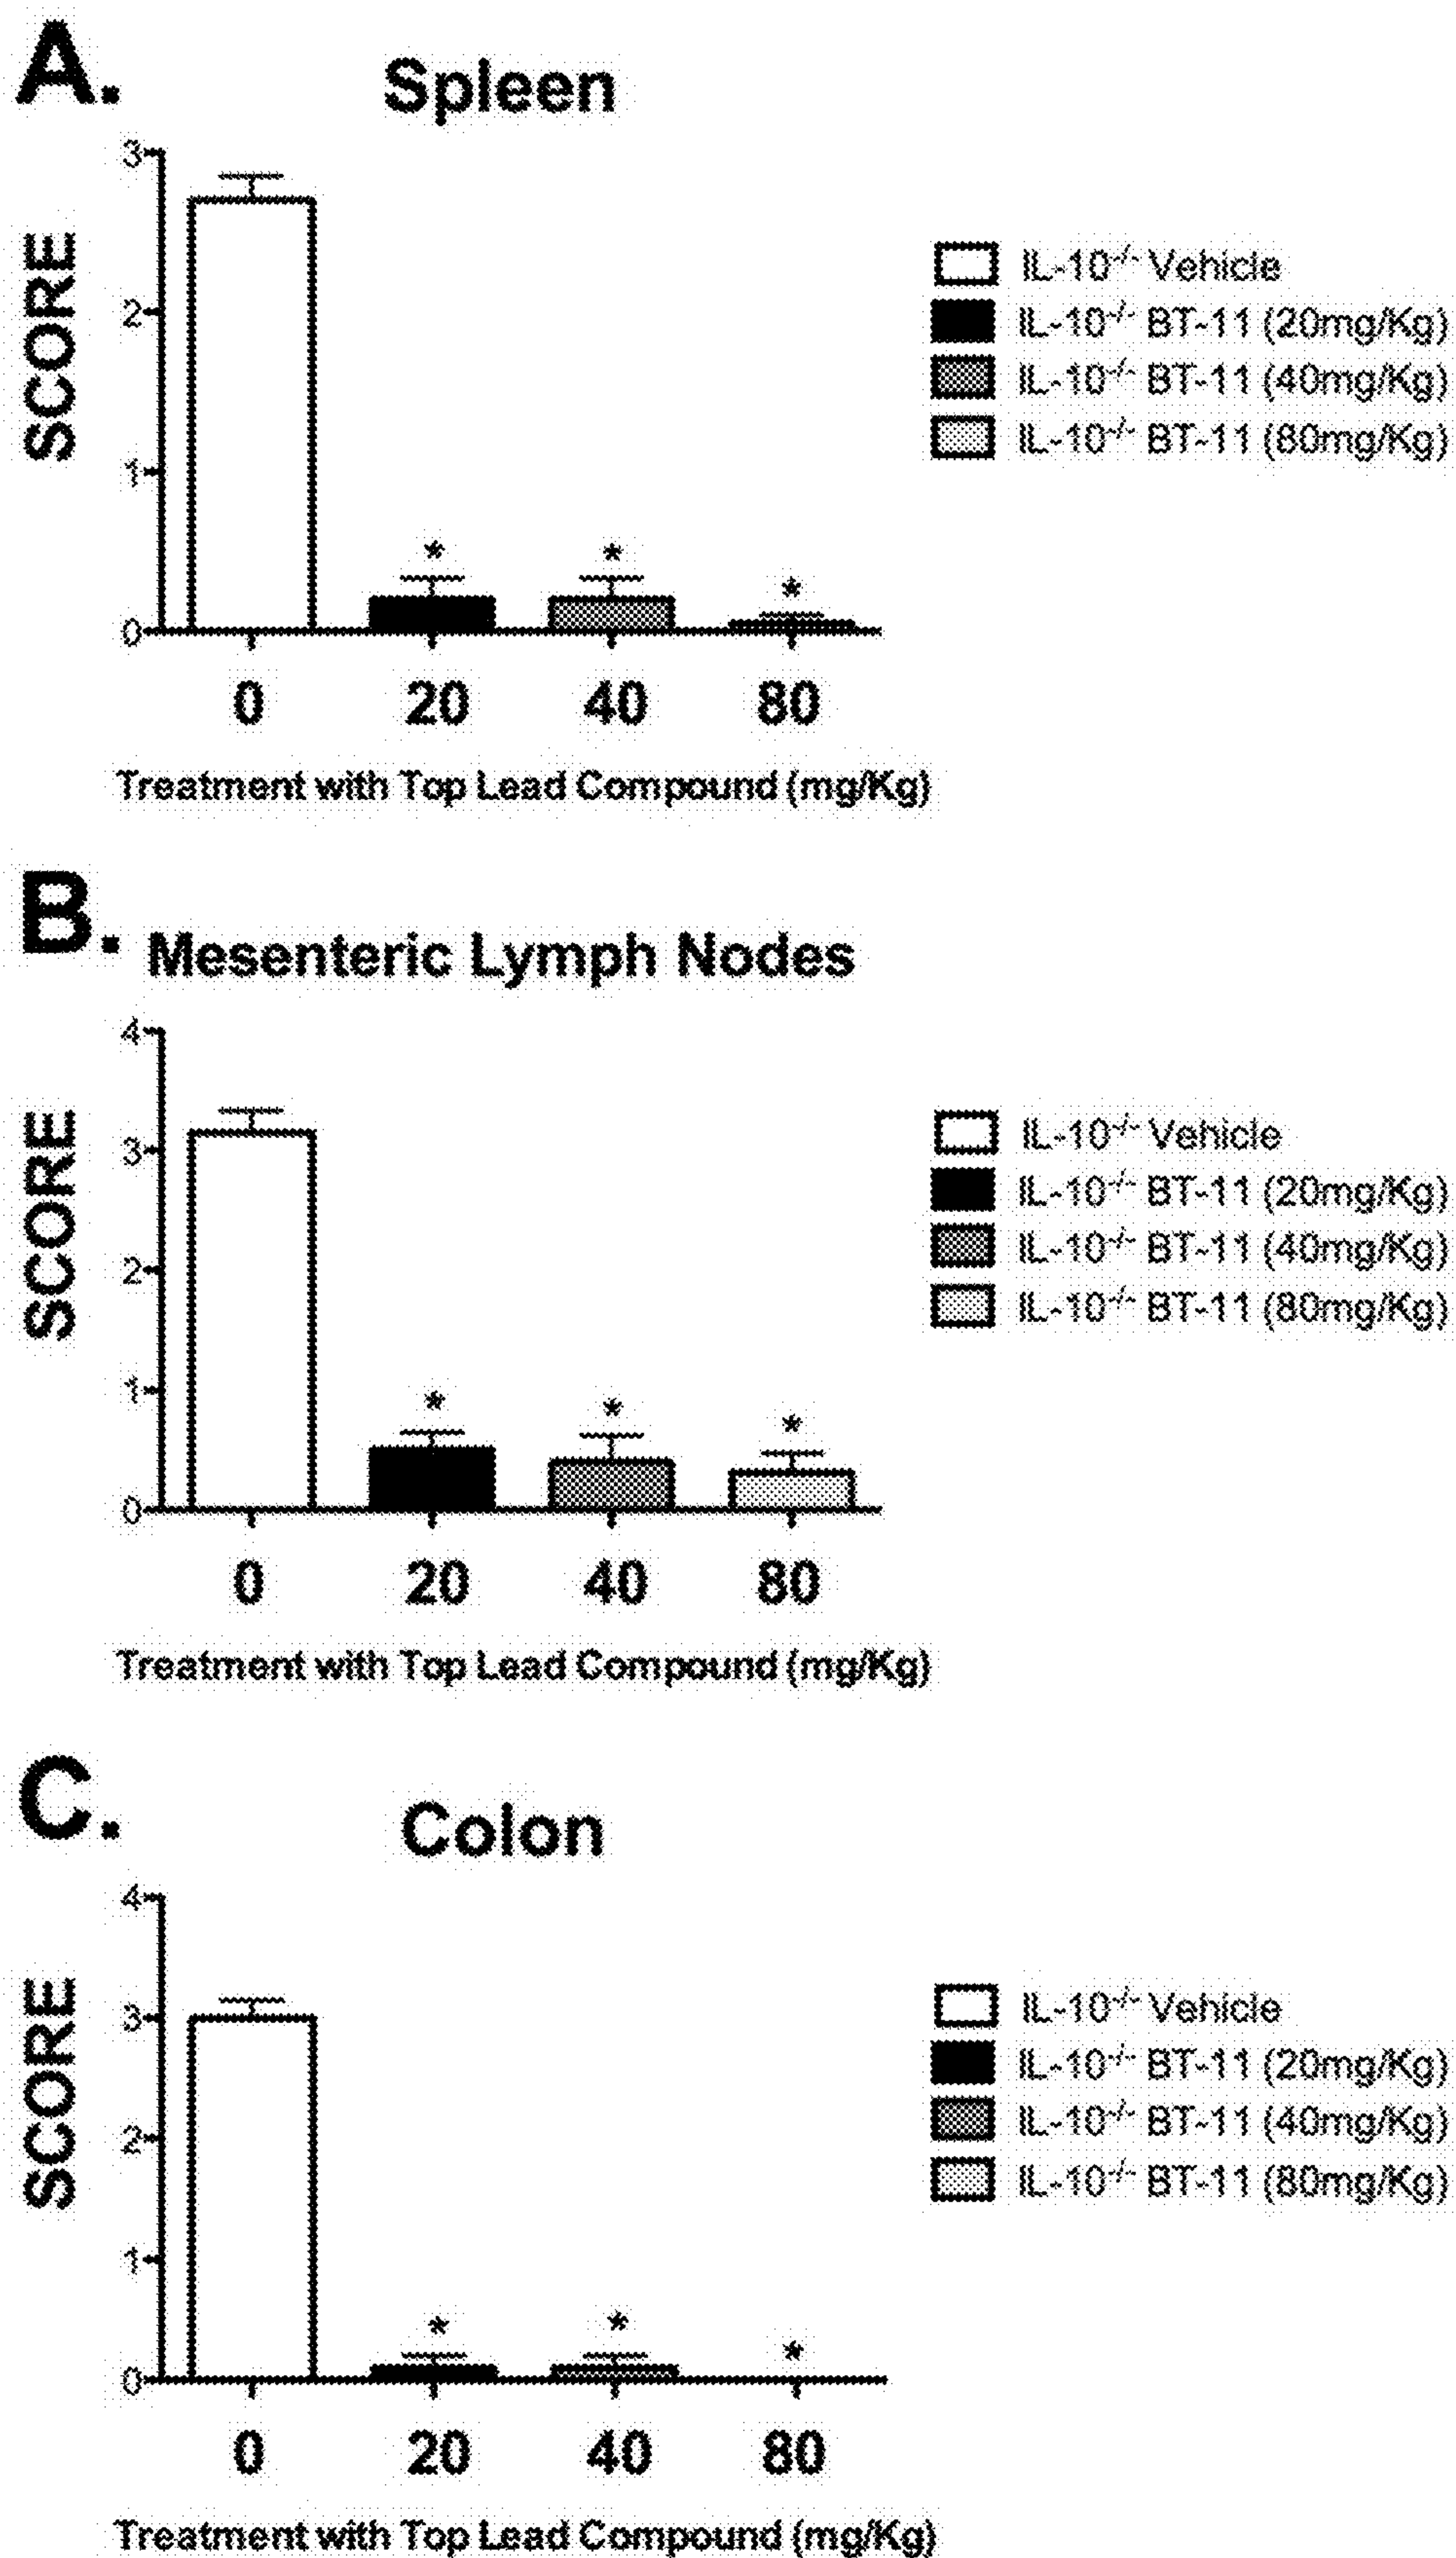 A.
Spleen
SCORE
3
2
1
0
* * *
0 20 40 80
Treatment with Top Lead Compound (mg/Kg)
IL-10-/- Vehicle
IL-10-/- BT-11 (20mg/Kg)
IL-10-/- BT-11 (40mg/Kg)
IL-10-/- BT-11 (80mg/Kg)
B.
Mesenteric Lymph Nodes
SCORE
4
3
2
1
0
* * *
0 20 40 80
Treatment with Top Lead Compound (mg/Kg)
IL-10-/- Vehicle
IL-10-/- BT-11 (20mg/Kg)
IL-10-/- BT-11 (40mg/Kg)
IL-10-/- BT-11 (80mg/Kg)
C.
Colon
SCORE
4
3
2
1
0
* * *
0 20 40 80
Treatment with Top Lead Compound (mg/Kg)
IL-10-/- Vehicle
IL-10-/- BT-11 (20mg/Kg)
IL-10-/- BT-11 (40mg/Kg)
IL-10-/- BT-11 (80mg/Kg)